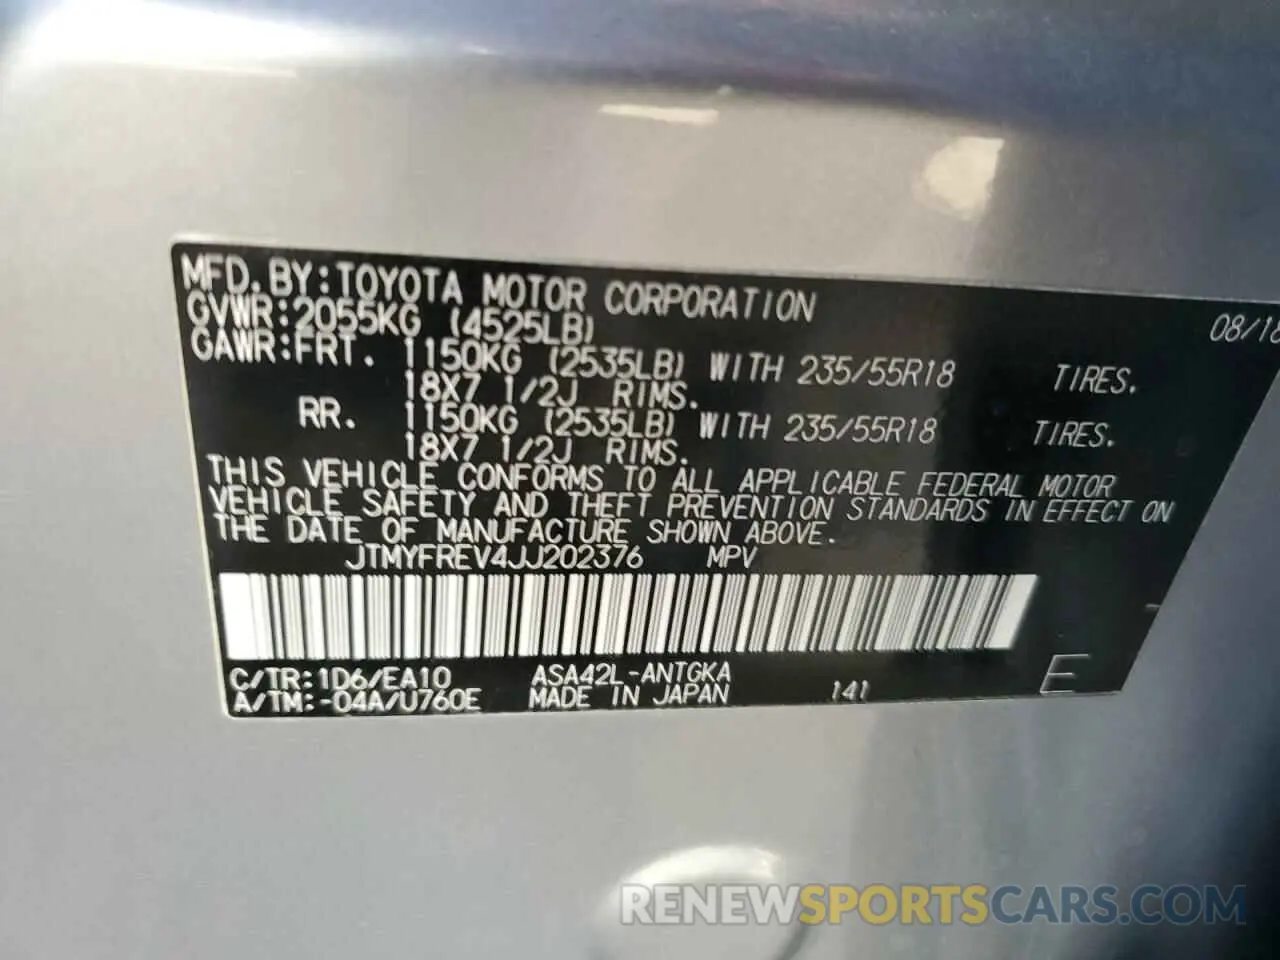 MFD. BY: TOYOTA MOTOR CORPORATION
GVWR: 2055KG (4525LB) 08/18
GAWR: FRT. 1150KG (2535LB) WITH 235/55R18 TIRES.
18X7 1/2J RIMS.
RR. 1150KG (2535LB) WITH 235/55R18 TIRES.
18X7 1/2J RIMS.
THIS VEHICLE CONFORMS TO ALL APPLICABLE FEDERAL MOTOR
VEHICLE SAFETY AND THEFT PREVENTION STANDARDS IN EFFECT ON
THE DATE OF MANUFACTURE SHOWN ABOVE.
JTMYFREV4JJ202376 MPV
C/TR: 1D6/EA10 ASA42L-ANTGKA
A/TM: -04A/U760E MADE IN JAPAN 141 E
RENEWSPORTSCARS.COM